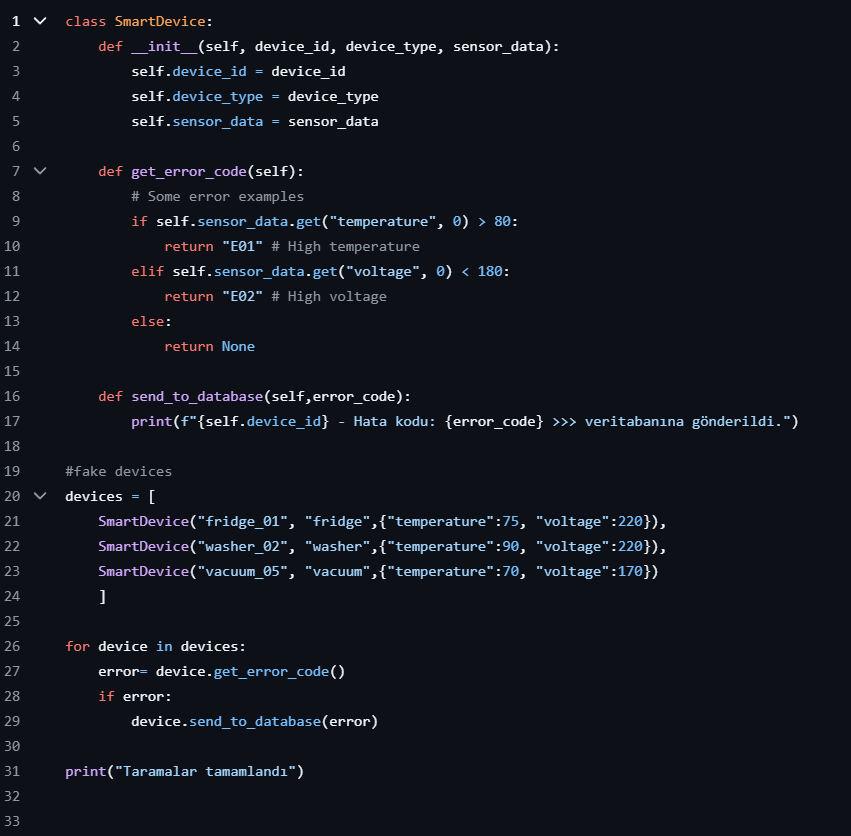 1 class SmartDevice:
2     def __init__(self, device_id, device_type, sensor_data):
3         self.device_id = device_id
4         self.device_type = device_type
5         self.sensor_data = sensor_data
6
7     def get_error_code(self):
8         # Some error examples
9         if self.sensor_data.get("temperature", 0) > 80:
10             return "E01" # High temperature
11         elif self.sensor_data.get("voltage", 0) < 180:
12             return "E02" # High voltage
13         else:
14             return None
15
16     def send_to_database(self,error_code):
17         print(f"{self.device_id} - Hata kodu: {error_code} >>> veritabanına gönderildi.")
18
19 #fake devices
20 devices = [
21     SmartDevice("fridge_01", "fridge",{"temperature":75, "voltage":220}),
22     SmartDevice("washer_02", "washer",{"temperature":90, "voltage":220}),
23     SmartDevice("vacuum_05", "vacuum",{"temperature":70, "voltage":170})
24     ]
25
26 for device in devices:
27     error= device.get_error_code()
28     if error:
29         device.send_to_database(error)
30
31 print("Taramalar tamamlandı")
32
33